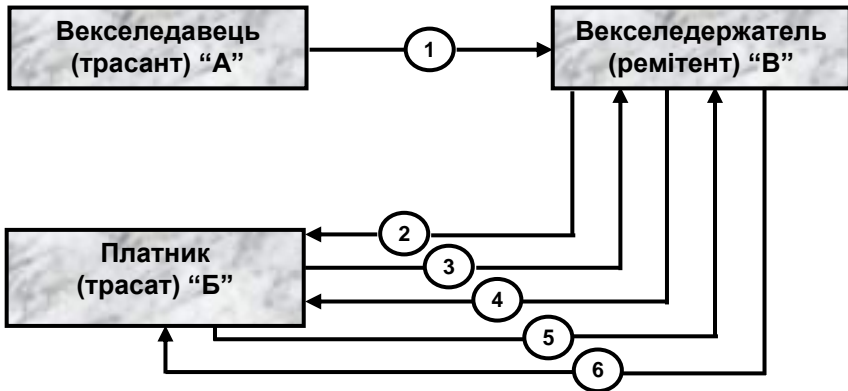 Векселедавець
(трасант) “А”
1
Векселедержатель
(ремітент) “В”
2
Платник
(трасат) “Б”
3
4
5
6